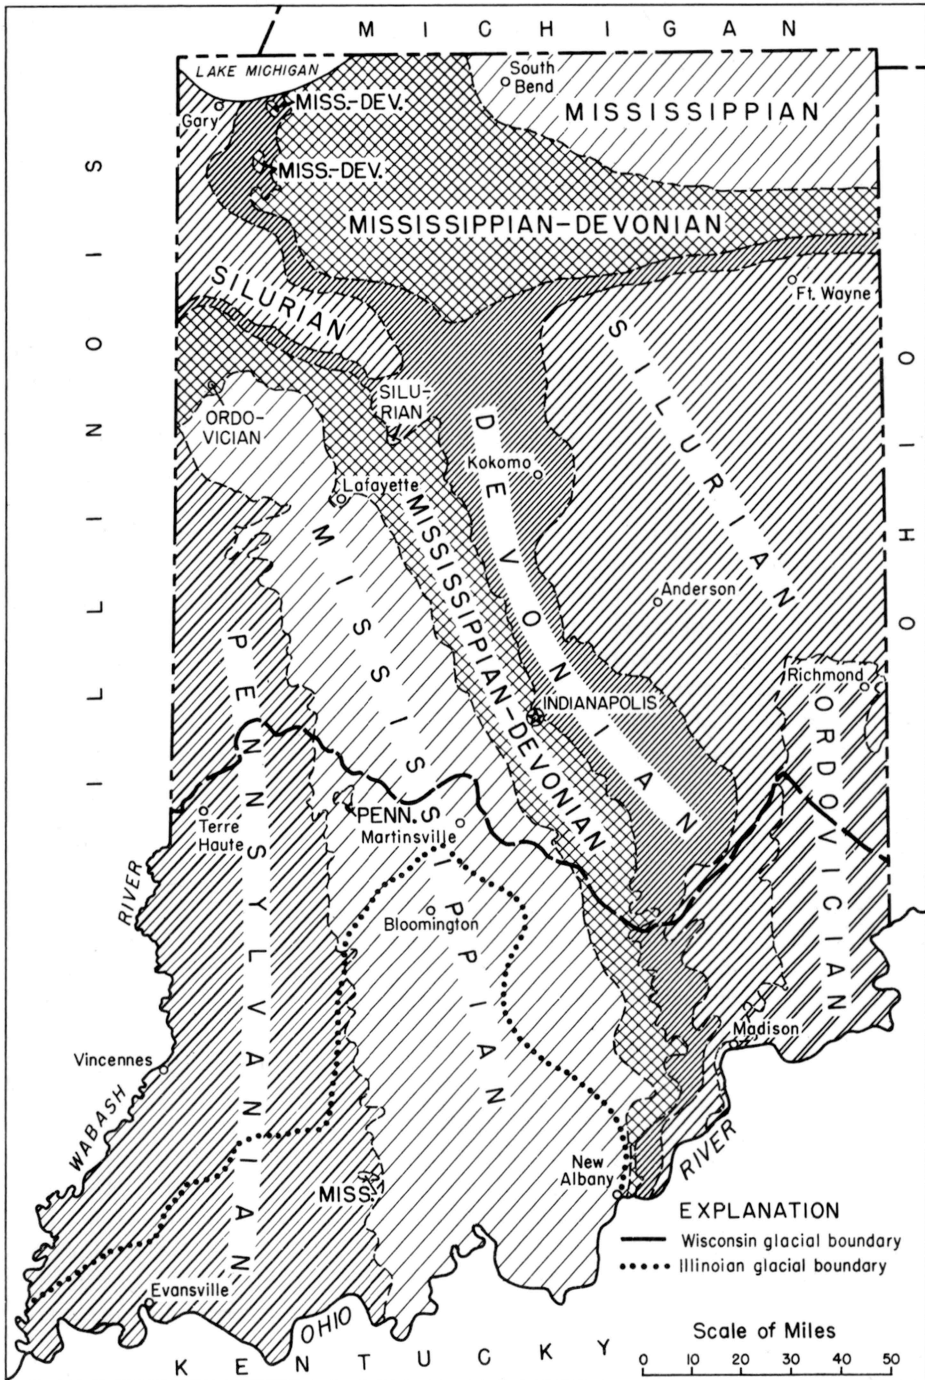 MICHIGAN
LAKE MICHIGAN
South
Bend
MISS.-DEV.
MISSISSIPPIAN
Gary
MISS.-DEV.
MISSISSIPPIAN-DEVONIAN
SILURIAN
Ft. Wayne
SILURIAN
ILLINOIS
OHIO
SILU-
RIAN
ORDO-
VICIAN
DEVONIAN
Kokomo
Lafayette
MISSISSIPPIAN
MISSISSIPPIAN-DEVONIAN
Anderson
PENNSYLVANIAN
Richmond
INDIANAPOLIS
ORDOVICIAN
PENN.
Martinsville
Terre
Haute
RIVER
Bloomington
Madison
Vincennes
WABASH
RIVER
New
Albany
MISS.
EXPLANATION
Wisconsin glacial boundary
Illinoian glacial boundary
Evansville
OHIO
KENTUCKY
Scale of Miles
0 10 20 30 40 50